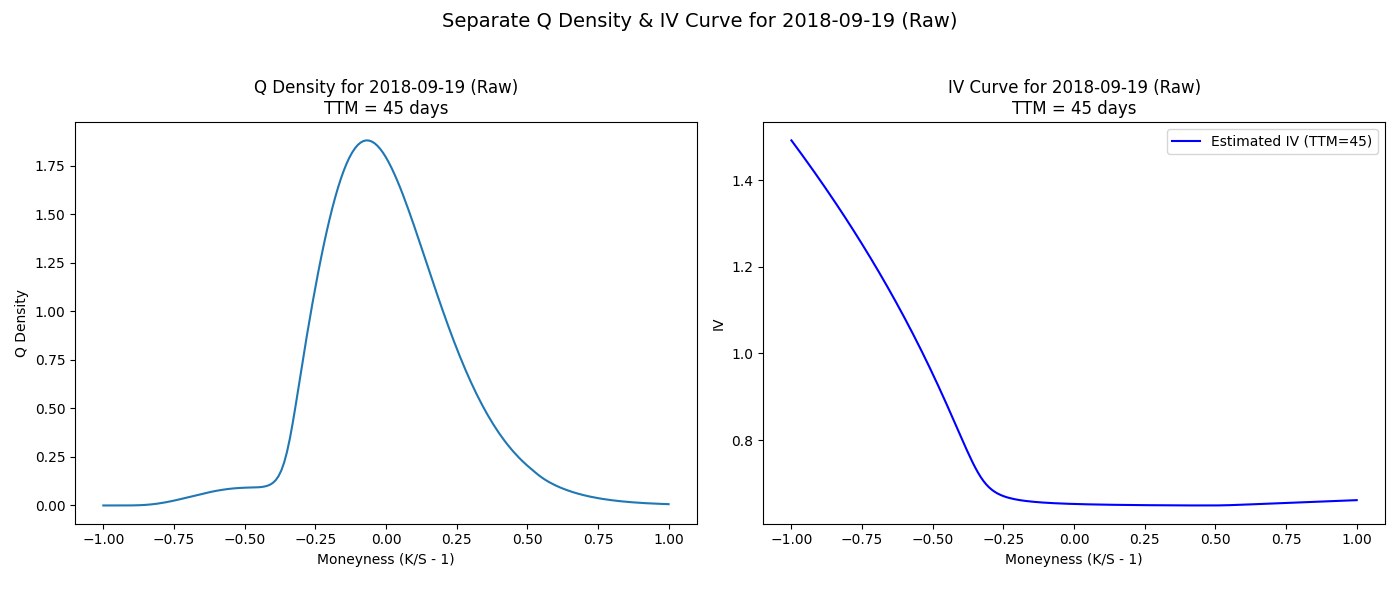 Separate Q Density & IV Curve for 2018-09-19 (Raw)
Q Density for 2018-09-19 (Raw)
TTM = 45 days
1.75
1.50
1.25
1.00
0.75
0.50
0.25
0.00
Q Density
−1.00 −0.75 −0.50 −0.25 0.00 0.25 0.50 0.75 1.00
Moneyness (K/S - 1)
IV Curve for 2018-09-19 (Raw)
TTM = 45 days
Estimated IV (TTM=45)
1.4
1.2
1.0
0.8
IV
−1.00 −0.75 −0.50 −0.25 0.00 0.25 0.50 0.75 1.00
Moneyness (K/S - 1)